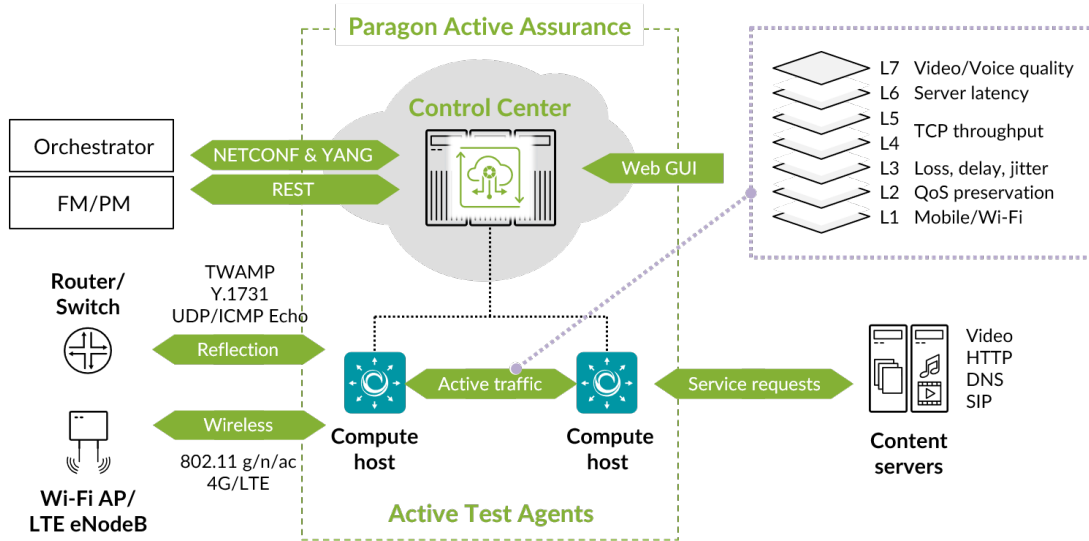 Paragon Active Assurance
Control Center
Orchestrator
FM/PM
NETCONF & YANG
REST
Web GUI
L7 Video/Voice quality
L6 Server latency
L5
TCP throughput
L4
L3 Loss, delay, jitter
L2 QoS preservation
L1 Mobile/Wi-Fi
Router/
Switch
TWAMP
Y.1731
UDP/ICMP Echo
Reflection
Active traffic
Service requests
Video
HTTP
DNS
SIP
Wireless
802.11 g/n/ac
4G/LTE
Compute
host
Compute
host
Content
servers
Wi-Fi AP/
LTE eNodeB
Active Test Agents